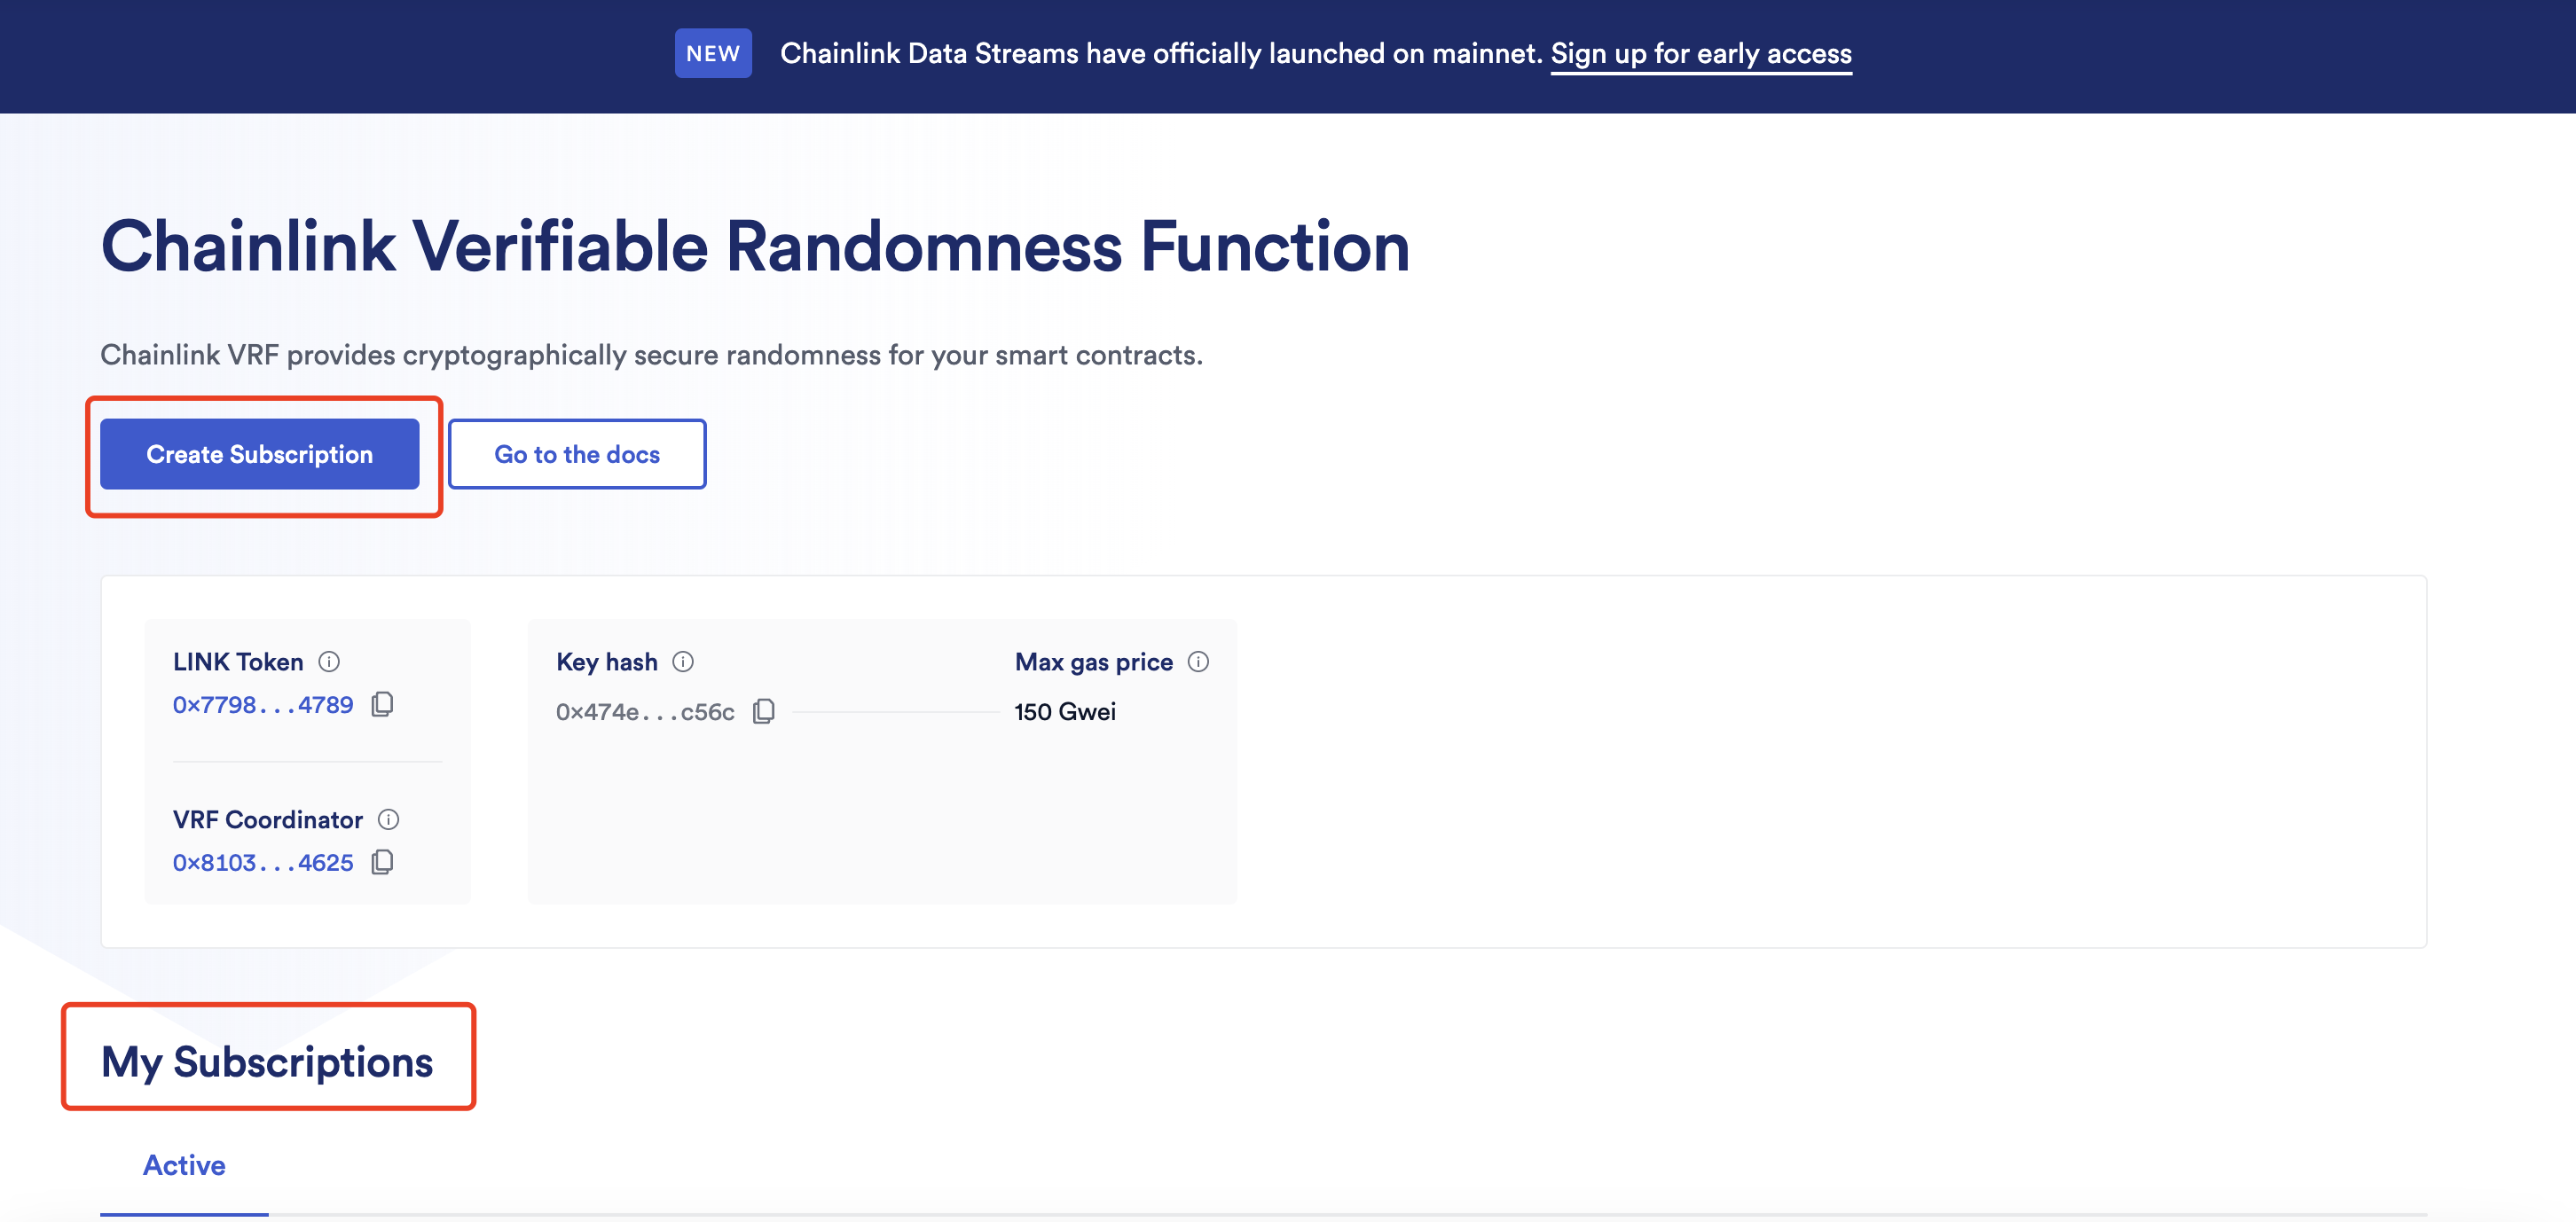 NEW Chainlink Data Streams have officially launched on mainnet. Sign up for early access
Chainlink Verifiable Randomness Function
Chainlink VRF provides cryptographically secure randomness for your smart contracts.
Create Subscription Go to the docs
LINK Token
0x7798...4789
VRF Coordinator
0x8103...4625
Key hash Max gas price
0x474e...c56c 150 Gwei
My Subscriptions
Active